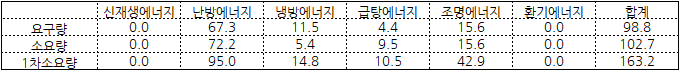 신재생에너지 난방에너지 냉방에너지 급탕에너지 조명에너지 환기에너지 합계
요구량 0.0 67.3 11.5 4.4 15.6 0.0 98.8
소요량 0.0 72.2 5.4 9.5 15.6 0.0 102.7
1차소요량 0.0 95.0 14.8 10.5 42.9 0.0 163.2